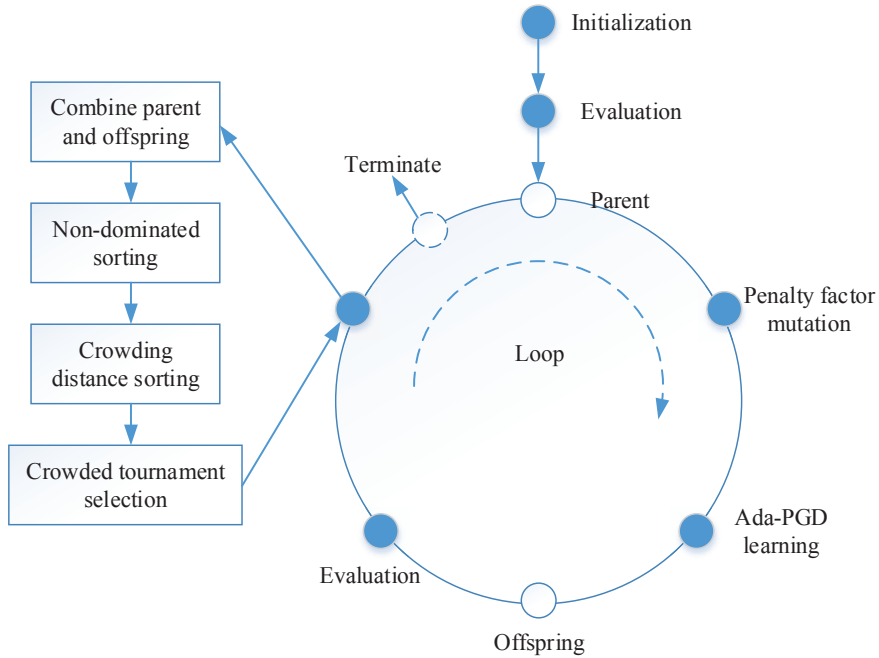 Initialization
Evaluation
Parent
Penalty factor
mutation
Ada-PGD
learning
Offspring
Evaluation
Terminate
Loop
Combine parent
and offspring
Non-dominated
sorting
Crowding
distance sorting
Crowded tournament
selection